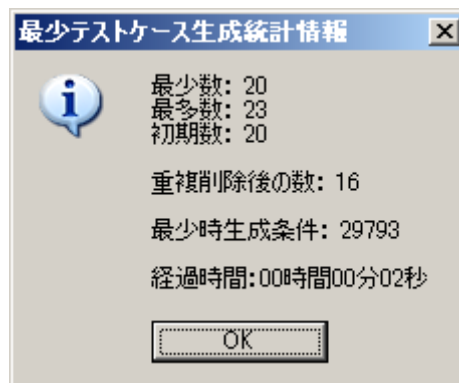 最少テストケース生成統計情報
最少数: 20
最多数: 23
初期数: 20
重複削除後の数: 16
最少時生成条件: 29793
経過時間:00時間00分02秒
OK